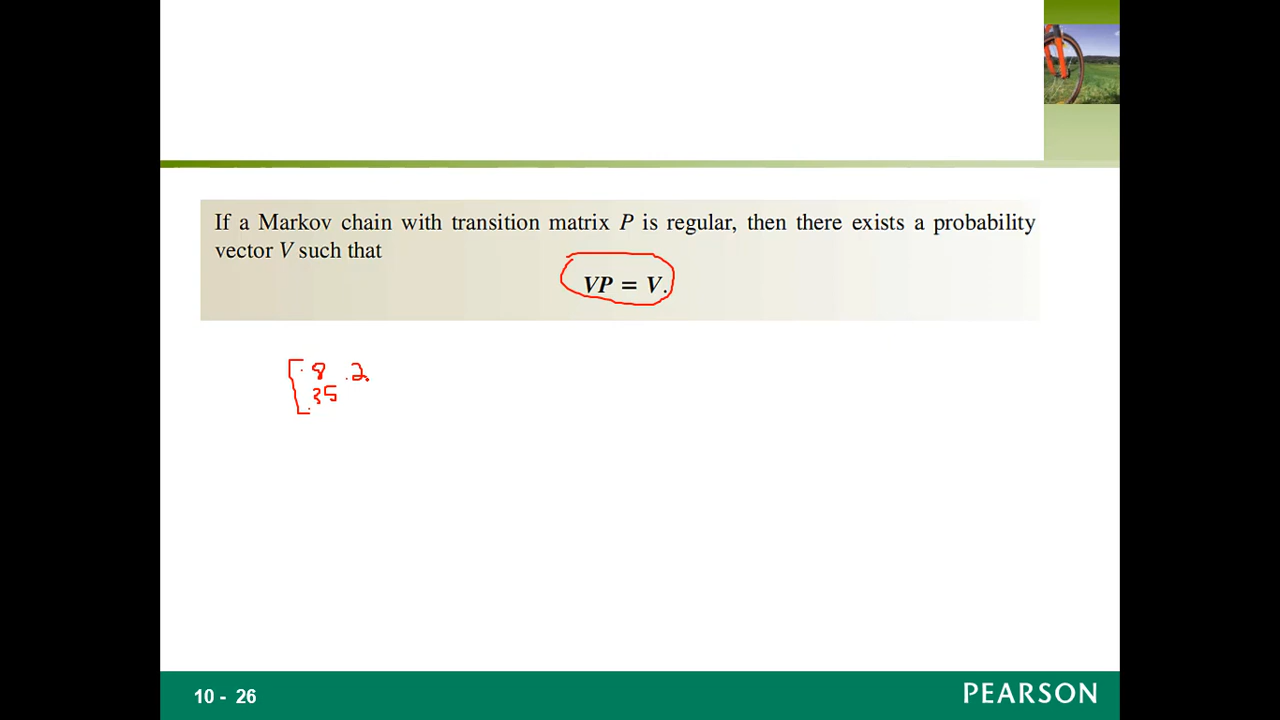 If a Markov chain with transition matrix P is regular, then there exists a probability
vector V such that
VP = V.
[.8 .2
.35
10 - 26
PEARSON